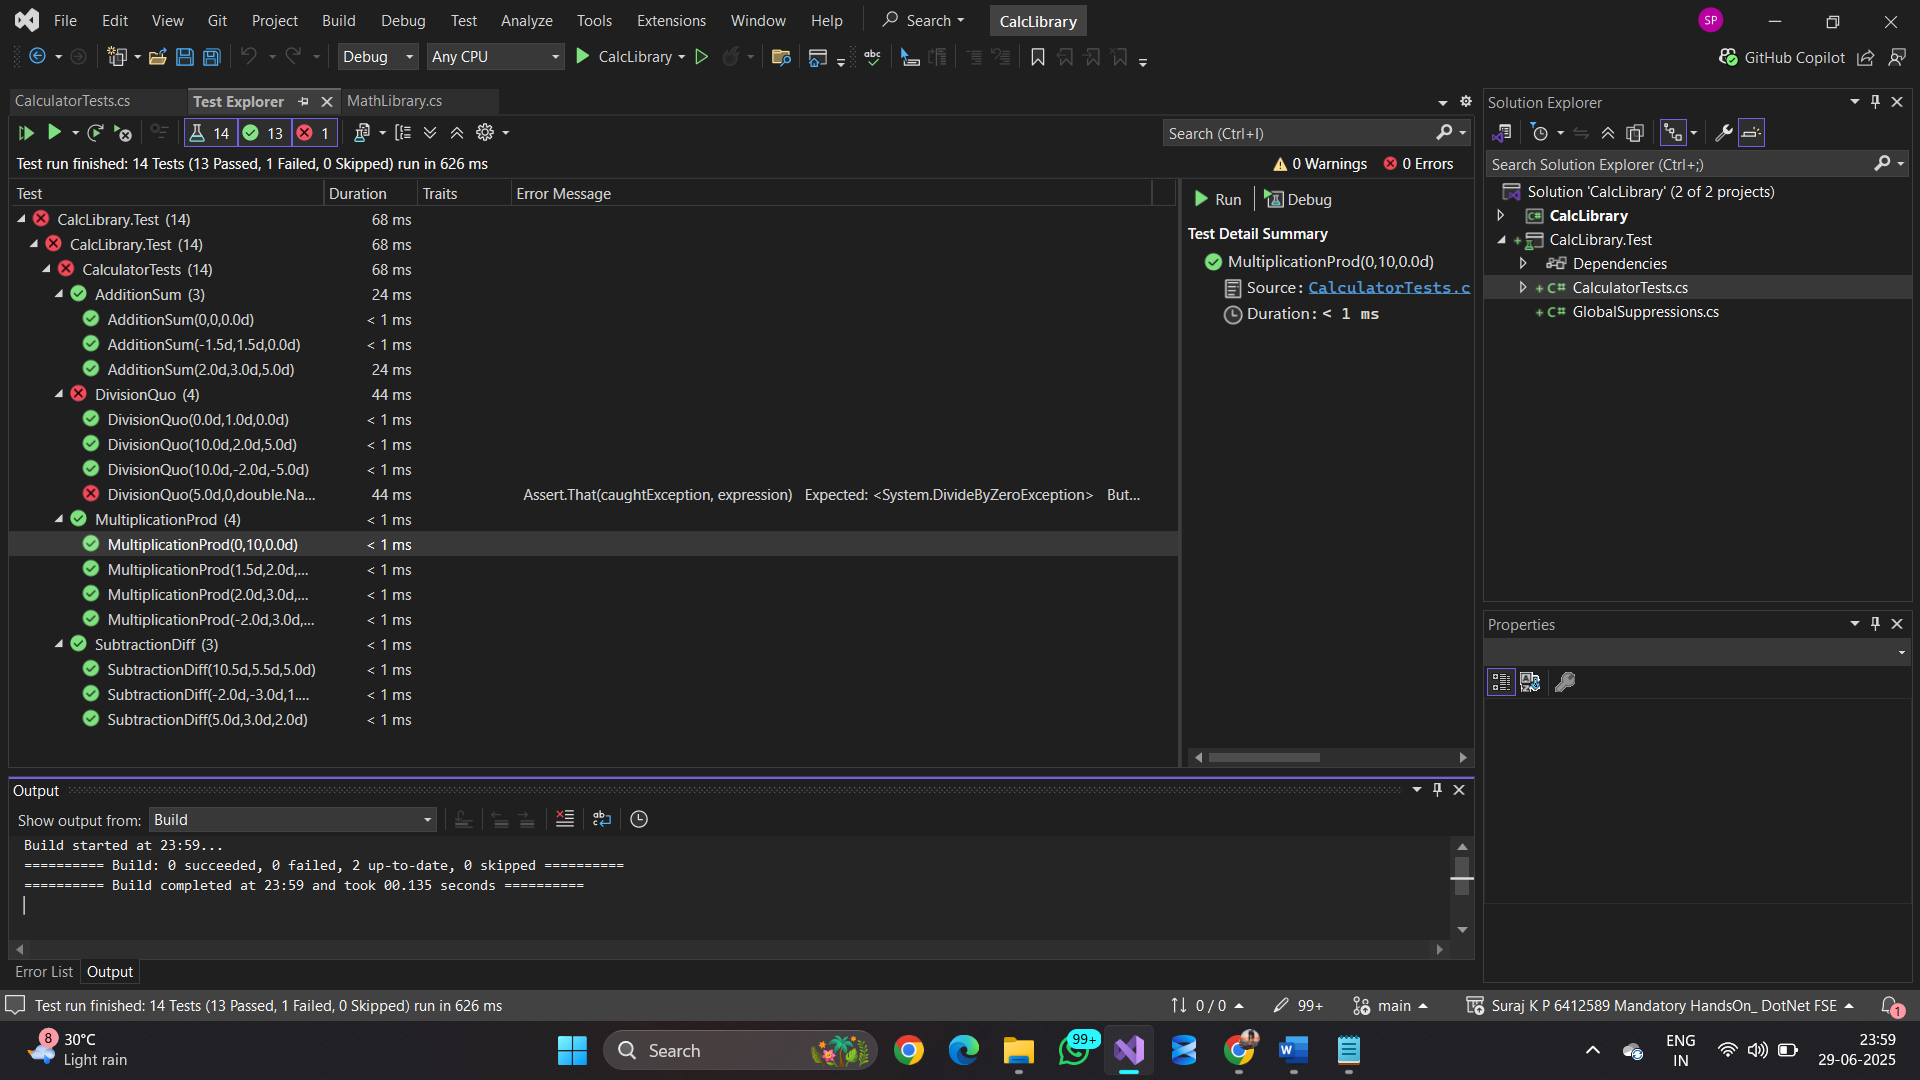 File Edit View Git Project Build Debug Test Analyze Tools Extensions Window Help Search CalcLibrary SP
Debug Any CPU CalcLibrary GitHub Copilot
CalculatorTests.cs Test Explorer MathLibrary.cs
14 13 1 Search (Ctrl+I)
Test run finished: 14 Tests (13 Passed, 1 Failed, 0 Skipped) run in 626 ms 0 Warnings 0 Errors
Test Duration Traits Error Message
CalcLibrary.Test (14) 68 ms
CalcLibrary.Test (14) 68 ms
CalculatorTests (14) 68 ms
AdditionSum (3) 24 ms
AdditionSum(0,0,0.0d) < 1 ms
AdditionSum(-1.5d,1.5d,0.0d) < 1 ms
AdditionSum(2.0d,3.0d,5.0d) 24 ms
DivisionQuo (4) 44 ms
DivisionQuo(0.0d,1.0d,0.0d) < 1 ms
DivisionQuo(10.0d,2.0d,5.0d) < 1 ms
DivisionQuo(10.0d,-2.0d,-5.0d) < 1 ms
DivisionQuo(5.0d,0,double.Na... 44 ms Assert.That(caughtException, expression) Expected: <System.DivideByZeroException> But...
MultiplicationProd (4) < 1 ms
MultiplicationProd(0,10,0.0d) < 1 ms
MultiplicationProd(1.5d,2.0d,... < 1 ms
MultiplicationProd(2.0d,3.0d,... < 1 ms
MultiplicationProd(-2.0d,3.0d,... < 1 ms
SubtractionDiff (3) < 1 ms
SubtractionDiff(10.5d,5.5d,5.0d) < 1 ms
SubtractionDiff(-2.0d,-3.0d,1.... < 1 ms
SubtractionDiff(5.0d,3.0d,2.0d) < 1 ms
Run Debug
Test Detail Summary
MultiplicationProd(0,10,0.0d)
Source: CalculatorTests.c
Duration: < 1 ms
Solution Explorer
Search Solution Explorer (Ctrl+;)
Solution 'CalcLibrary' (2 of 2 projects)
CalcLibrary
CalcLibrary.Test
Dependencies
CalculatorTests.cs
GlobalSuppressions.cs
Properties
Output
Show output from: Build
Build started at 23:59...
========== Build: 0 succeeded, 0 failed, 2 up-to-date, 0 skipped ==========
========== Build completed at 23:59 and took 00.135 seconds ==========
Error List Output
Test run finished: 14 Tests (13 Passed, 1 Failed, 0 Skipped) run in 626 ms 0 / 0 99+ main Suraj K P 6412589 Mandatory HandsOn_ DotNet FSE 1
8 30°C
Light rain
Search
99+
ENG
IN
23:59
29-06-2025